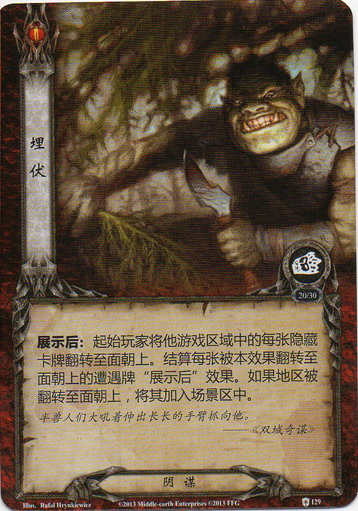 埋伏
20/30
展示后：起始玩家将他游戏区域中的每张隐藏
卡牌翻转至面朝上。结算每张被本效果翻转至
面朝上的遭遇牌“展示后”效果。如果地区被
翻转至面朝上，将其加入场景区中。
半兽人们大吼着伸出长长的手臂抓向他。
——《双城奇谋》
阴谋
Illus. Rafał Hrynkiewicz
©2013 Middle-earth Enterprises ©2013 FFG
129